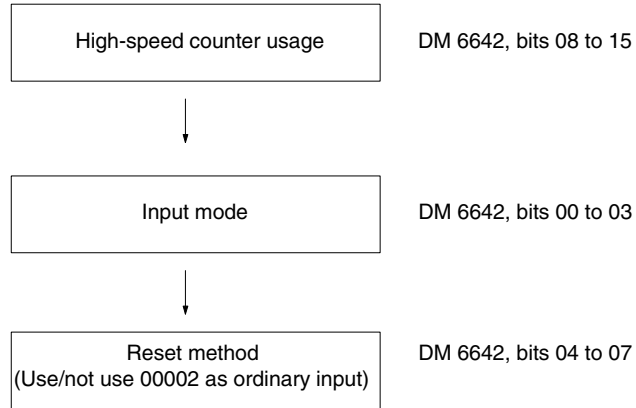 High-speed counter usage
DM 6642, bits 08 to 15
Input mode
DM 6642, bits 00 to 03
Reset method
(Use/not use 00002 as ordinary input)
DM 6642, bits 04 to 07